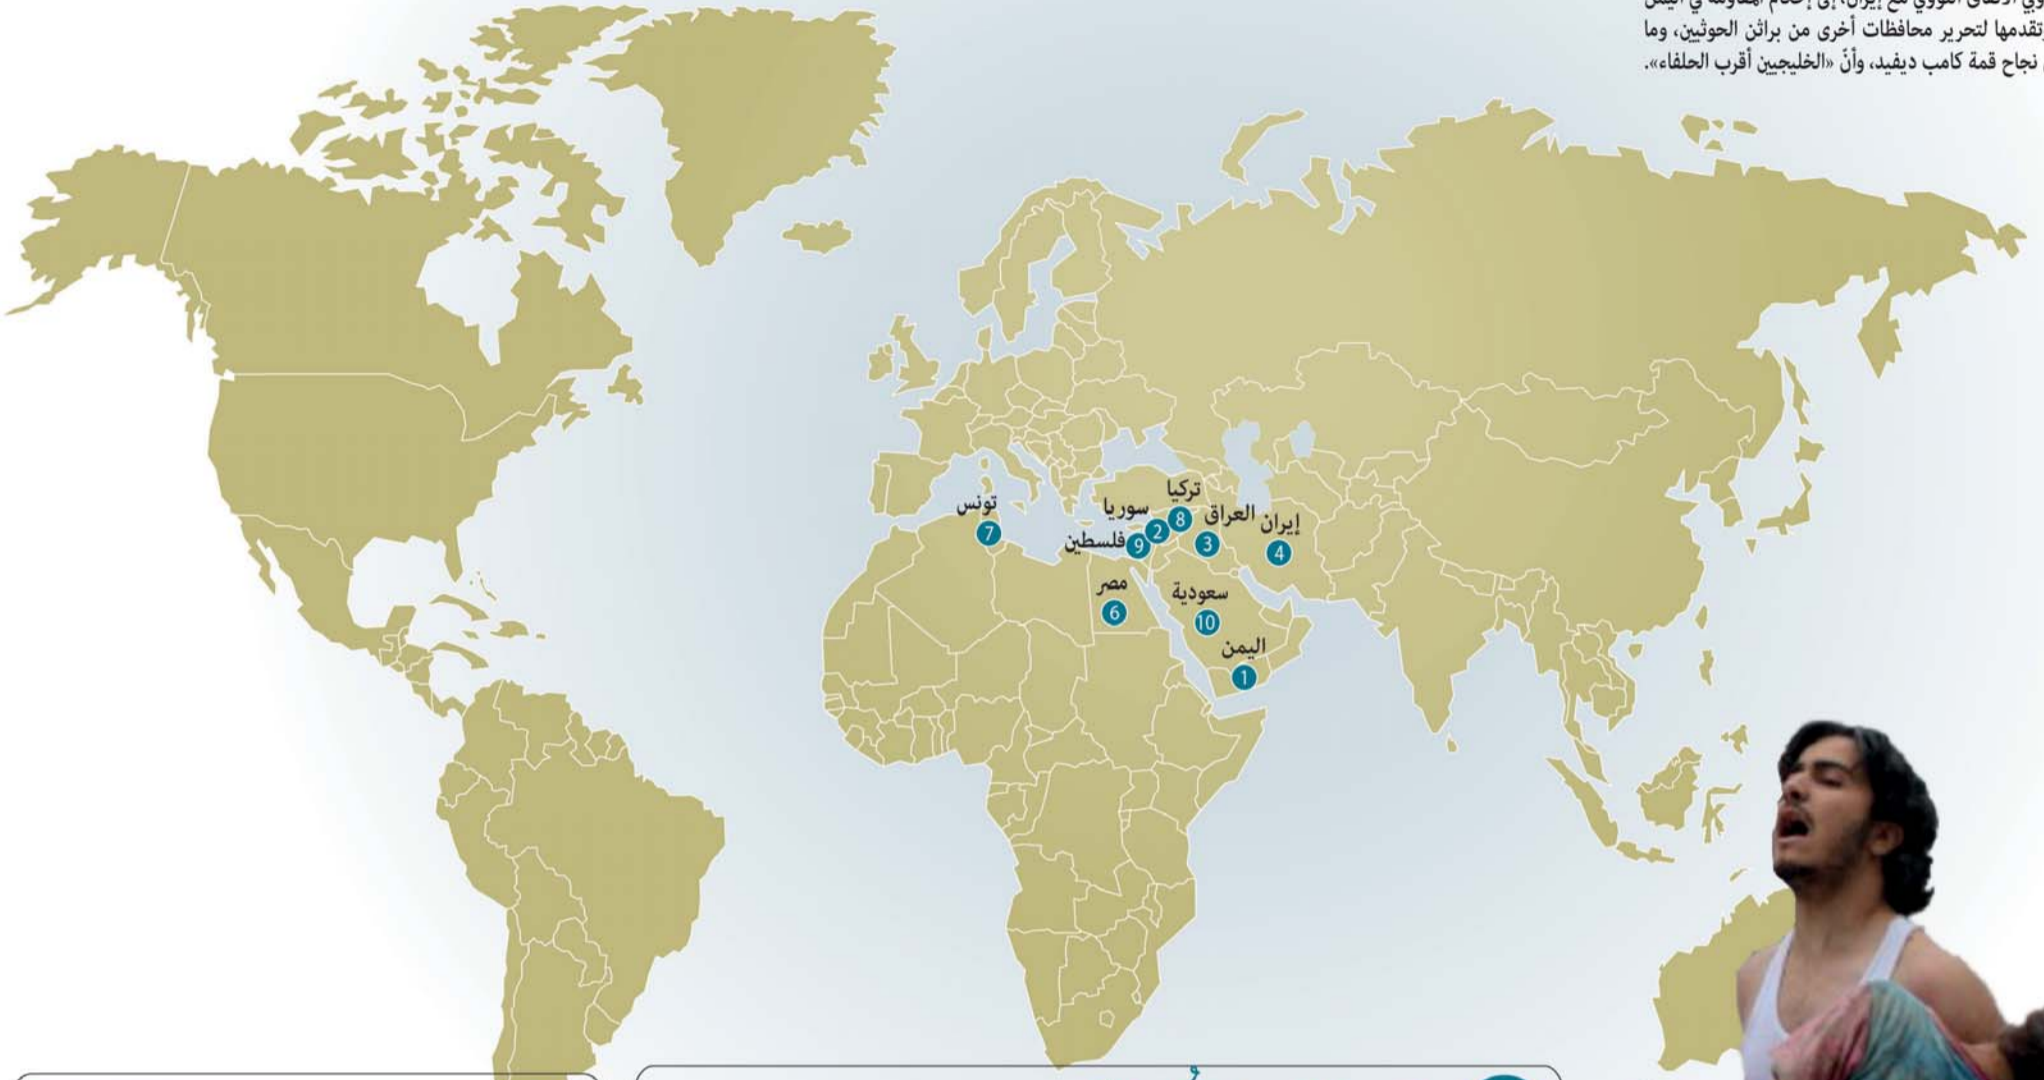 تقدمها لتحرير محافظات أخرى من براثن الحوثيين، وما
نجاح قمة كامب ديفيد، وأنّ «الخليجيين أقرب الحلفاء».
تركيا
8
تونس
7
سوريا
2
العراق
3
إيران
4
فلسطين
9
مصر
6
سعودية
10
اليمن
1